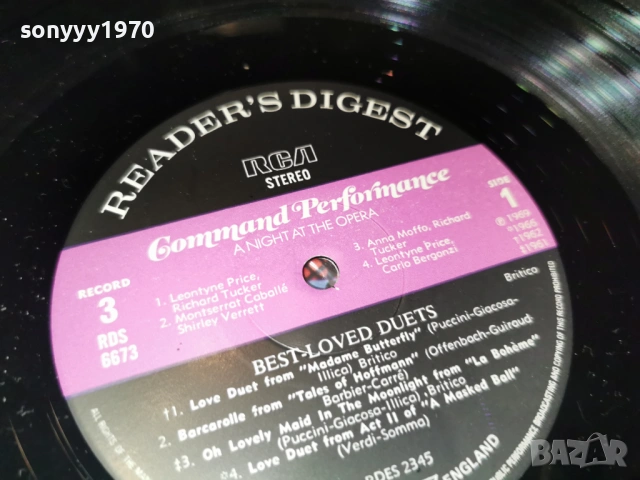 sonyyy1970
READER'S DIGEST
RCA
STEREO
Command Performance
A NIGHT AT THE OPERA
RECORD
3
RDS
6673
SIDE
1
℗ 1969
1. Leontyne Price,
Richard Tucker
2. Montserrat Caballé
Shirley Verrett
3. Anna Moffo, Richard
Tucker
4. Leontyne Price,
Carlo Bergonzi
BEST-LOVED DUETS
†1. Love Duet from "Madame Butterfly" (Puccini-Giacosa-
Illica) Britico
2. Barcarolle from "Tales of Hoffmann" (Offenbach-Guiraud
Barbier-Carré) Britico
‡3. Oh Lovely Maid In The Moonlight from "La Bohème"
(Puccini-Giacosa-Illica), Britico
4. Love Duet from Act II of "A Masked Ball"
(Verdi-Somma)
RDES 2345
ENGLAND
BAZAR.BG